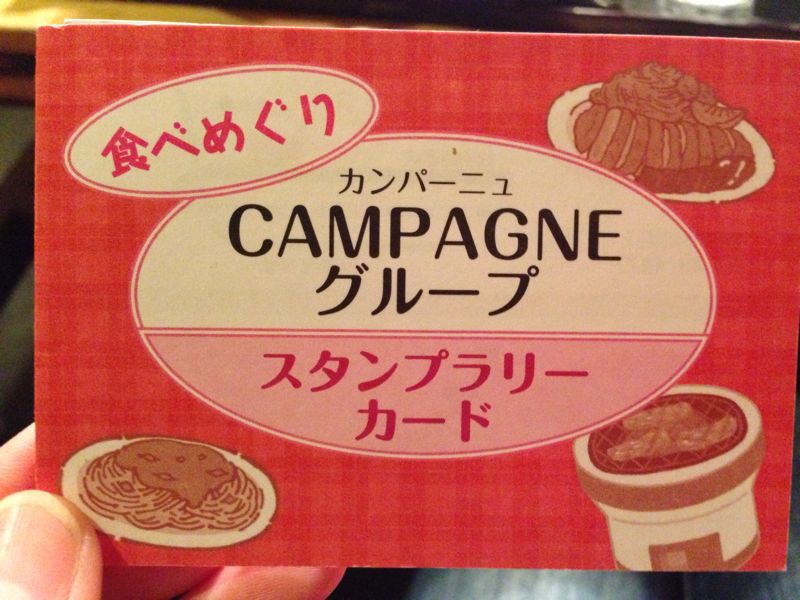 食べめぐり
カンパーニュ
CAMPAGNE
グループ
スタンプラリー
カード